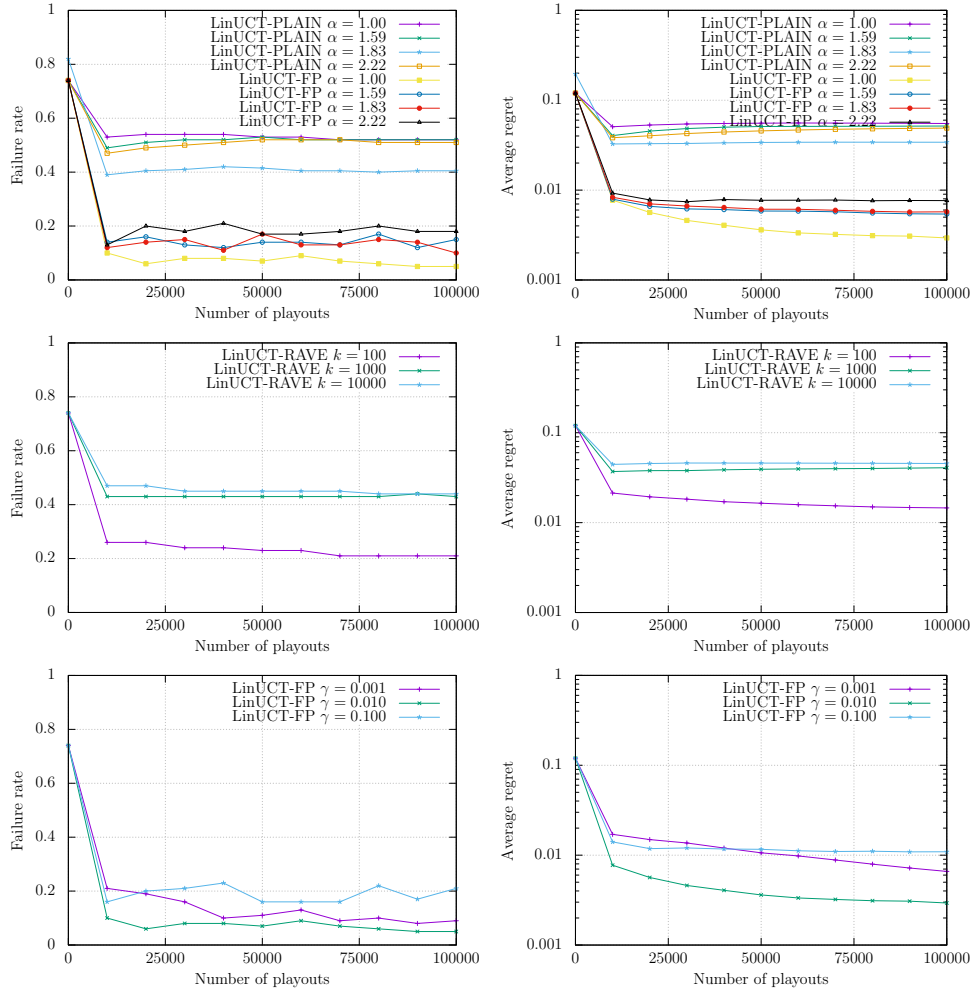 LinUCT-PLAIN α = 1.00
LinUCT-PLAIN α = 1.59
LinUCT-PLAIN α = 1.83
LinUCT-PLAIN α = 2.22
LinUCT-FP α = 1.00
LinUCT-FP α = 1.59
LinUCT-FP α = 1.83
LinUCT-FP α = 2.22
Failure rate
1
0.8
0.6
0.4
0.2
0
0 25000 50000 75000 100000
Number of playouts
LinUCT-PLAIN α = 1.00
LinUCT-PLAIN α = 1.59
LinUCT-PLAIN α = 1.83
LinUCT-PLAIN α = 2.22
LinUCT-FP α = 1.00
LinUCT-FP α = 1.59
LinUCT-FP α = 1.83
LinUCT-FP α = 2.22
Average regret
1
0.1
0.01
0.001
0 25000 50000 75000 100000
Number of playouts
LinUCT-RAVE k = 100
LinUCT-RAVE k = 1000
LinUCT-RAVE k = 10000
Failure rate
1
0.8
0.6
0.4
0.2
0
0 25000 50000 75000 100000
Number of playouts
LinUCT-RAVE k = 100
LinUCT-RAVE k = 1000
LinUCT-RAVE k = 10000
Average regret
1
0.1
0.01
0.001
0 25000 50000 75000 100000
Number of playouts
LinUCT-FP γ = 0.001
LinUCT-FP γ = 0.010
LinUCT-FP γ = 0.100
Failure rate
1
0.8
0.6
0.4
0.2
0
0 25000 50000 75000 100000
Number of playouts
LinUCT-FP γ = 0.001
LinUCT-FP γ = 0.010
LinUCT-FP γ = 0.100
Average regret
1
0.1
0.01
0.001
0 25000 50000 75000 100000
Number of playouts